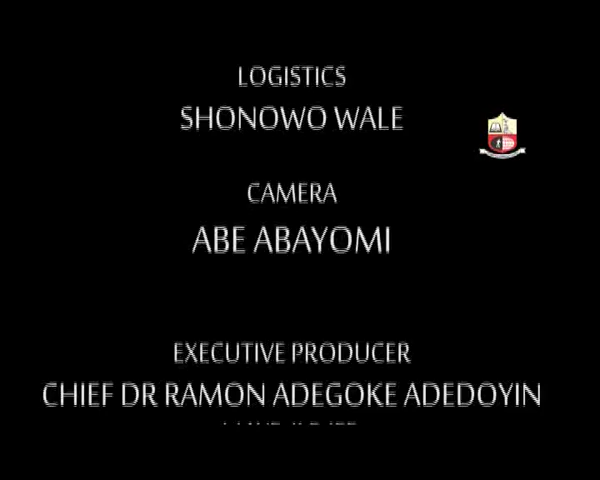 LOGISTICS
SHONOWO WALE
CAMERA
ABE ABAYOMI
EXECUTIVE PRODUCER
CHIEF DR RAMON ADEGOKE ADEDOYIN